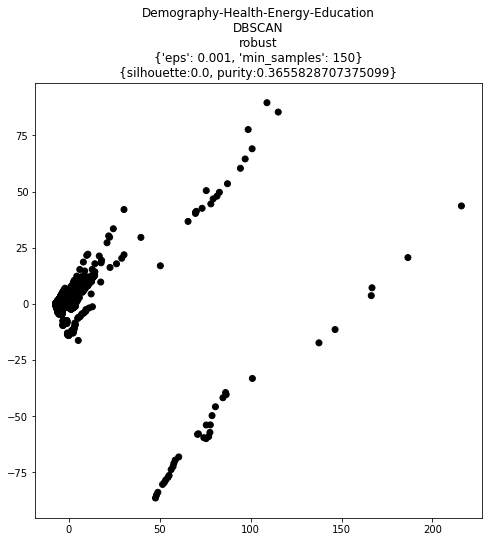 Demography-Health-Energy-Education
DBSCAN
robust
{'eps': 0.001, 'min_samples': 150}
{silhouette:0.0, purity:0.3655828707375099}
75
50
25
0
−25
−50
−75
0
50
100
150
200